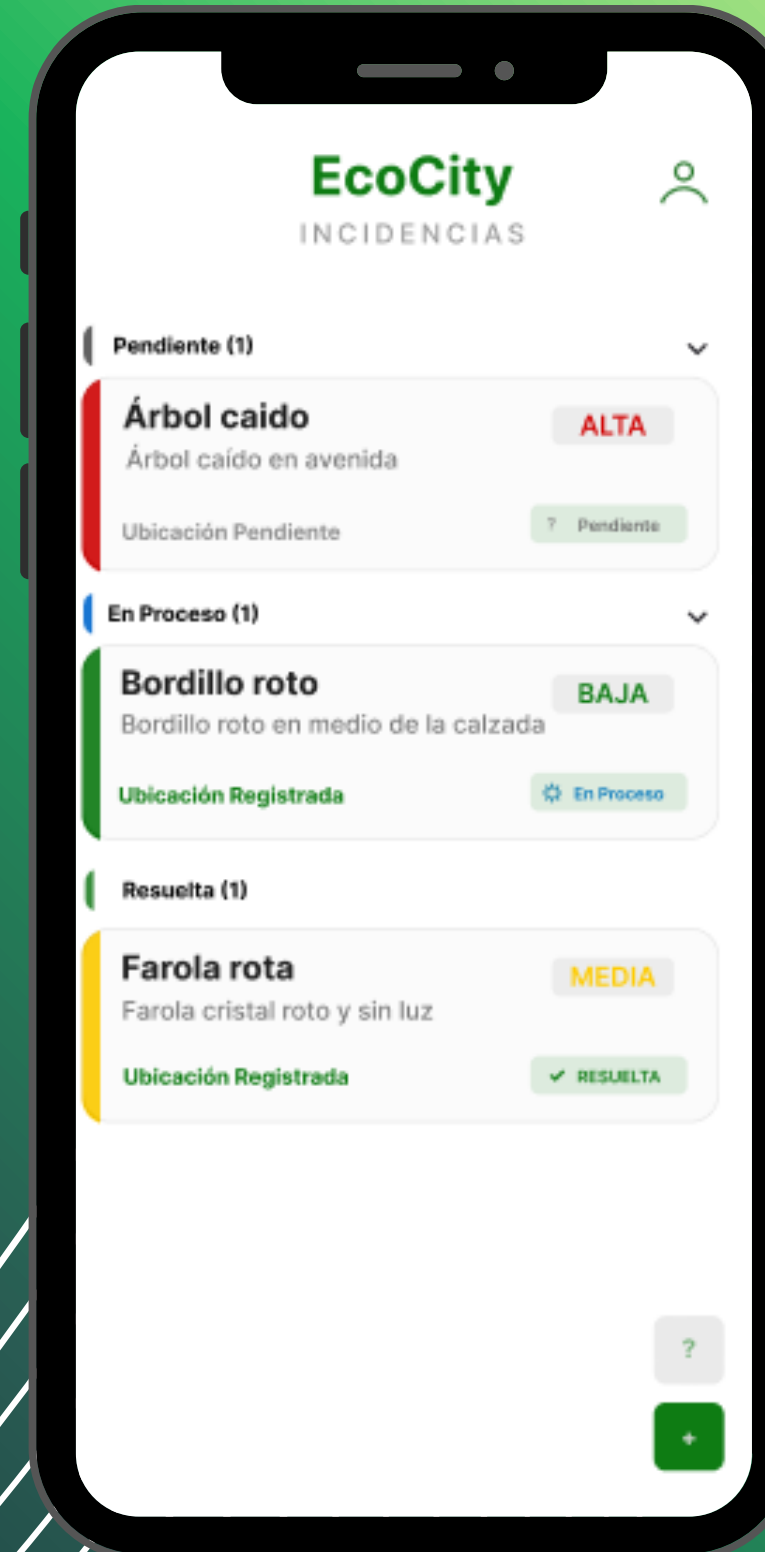 EcoCity
INCIDENCIAS
Pendiente (1)
Árbol caido
ALTA
Árbol caído en avenida
Ubicación Pendiente
? Pendiente
En Proceso (1)
Bordillo roto
BAJA
Bordillo roto en medio de la calzada
Ubicación Registrada
En Proceso
Resuelta (1)
Farola rota
MEDIA
Farola cristal roto y sin luz
Ubicación Registrada
RESUELTA
?
+